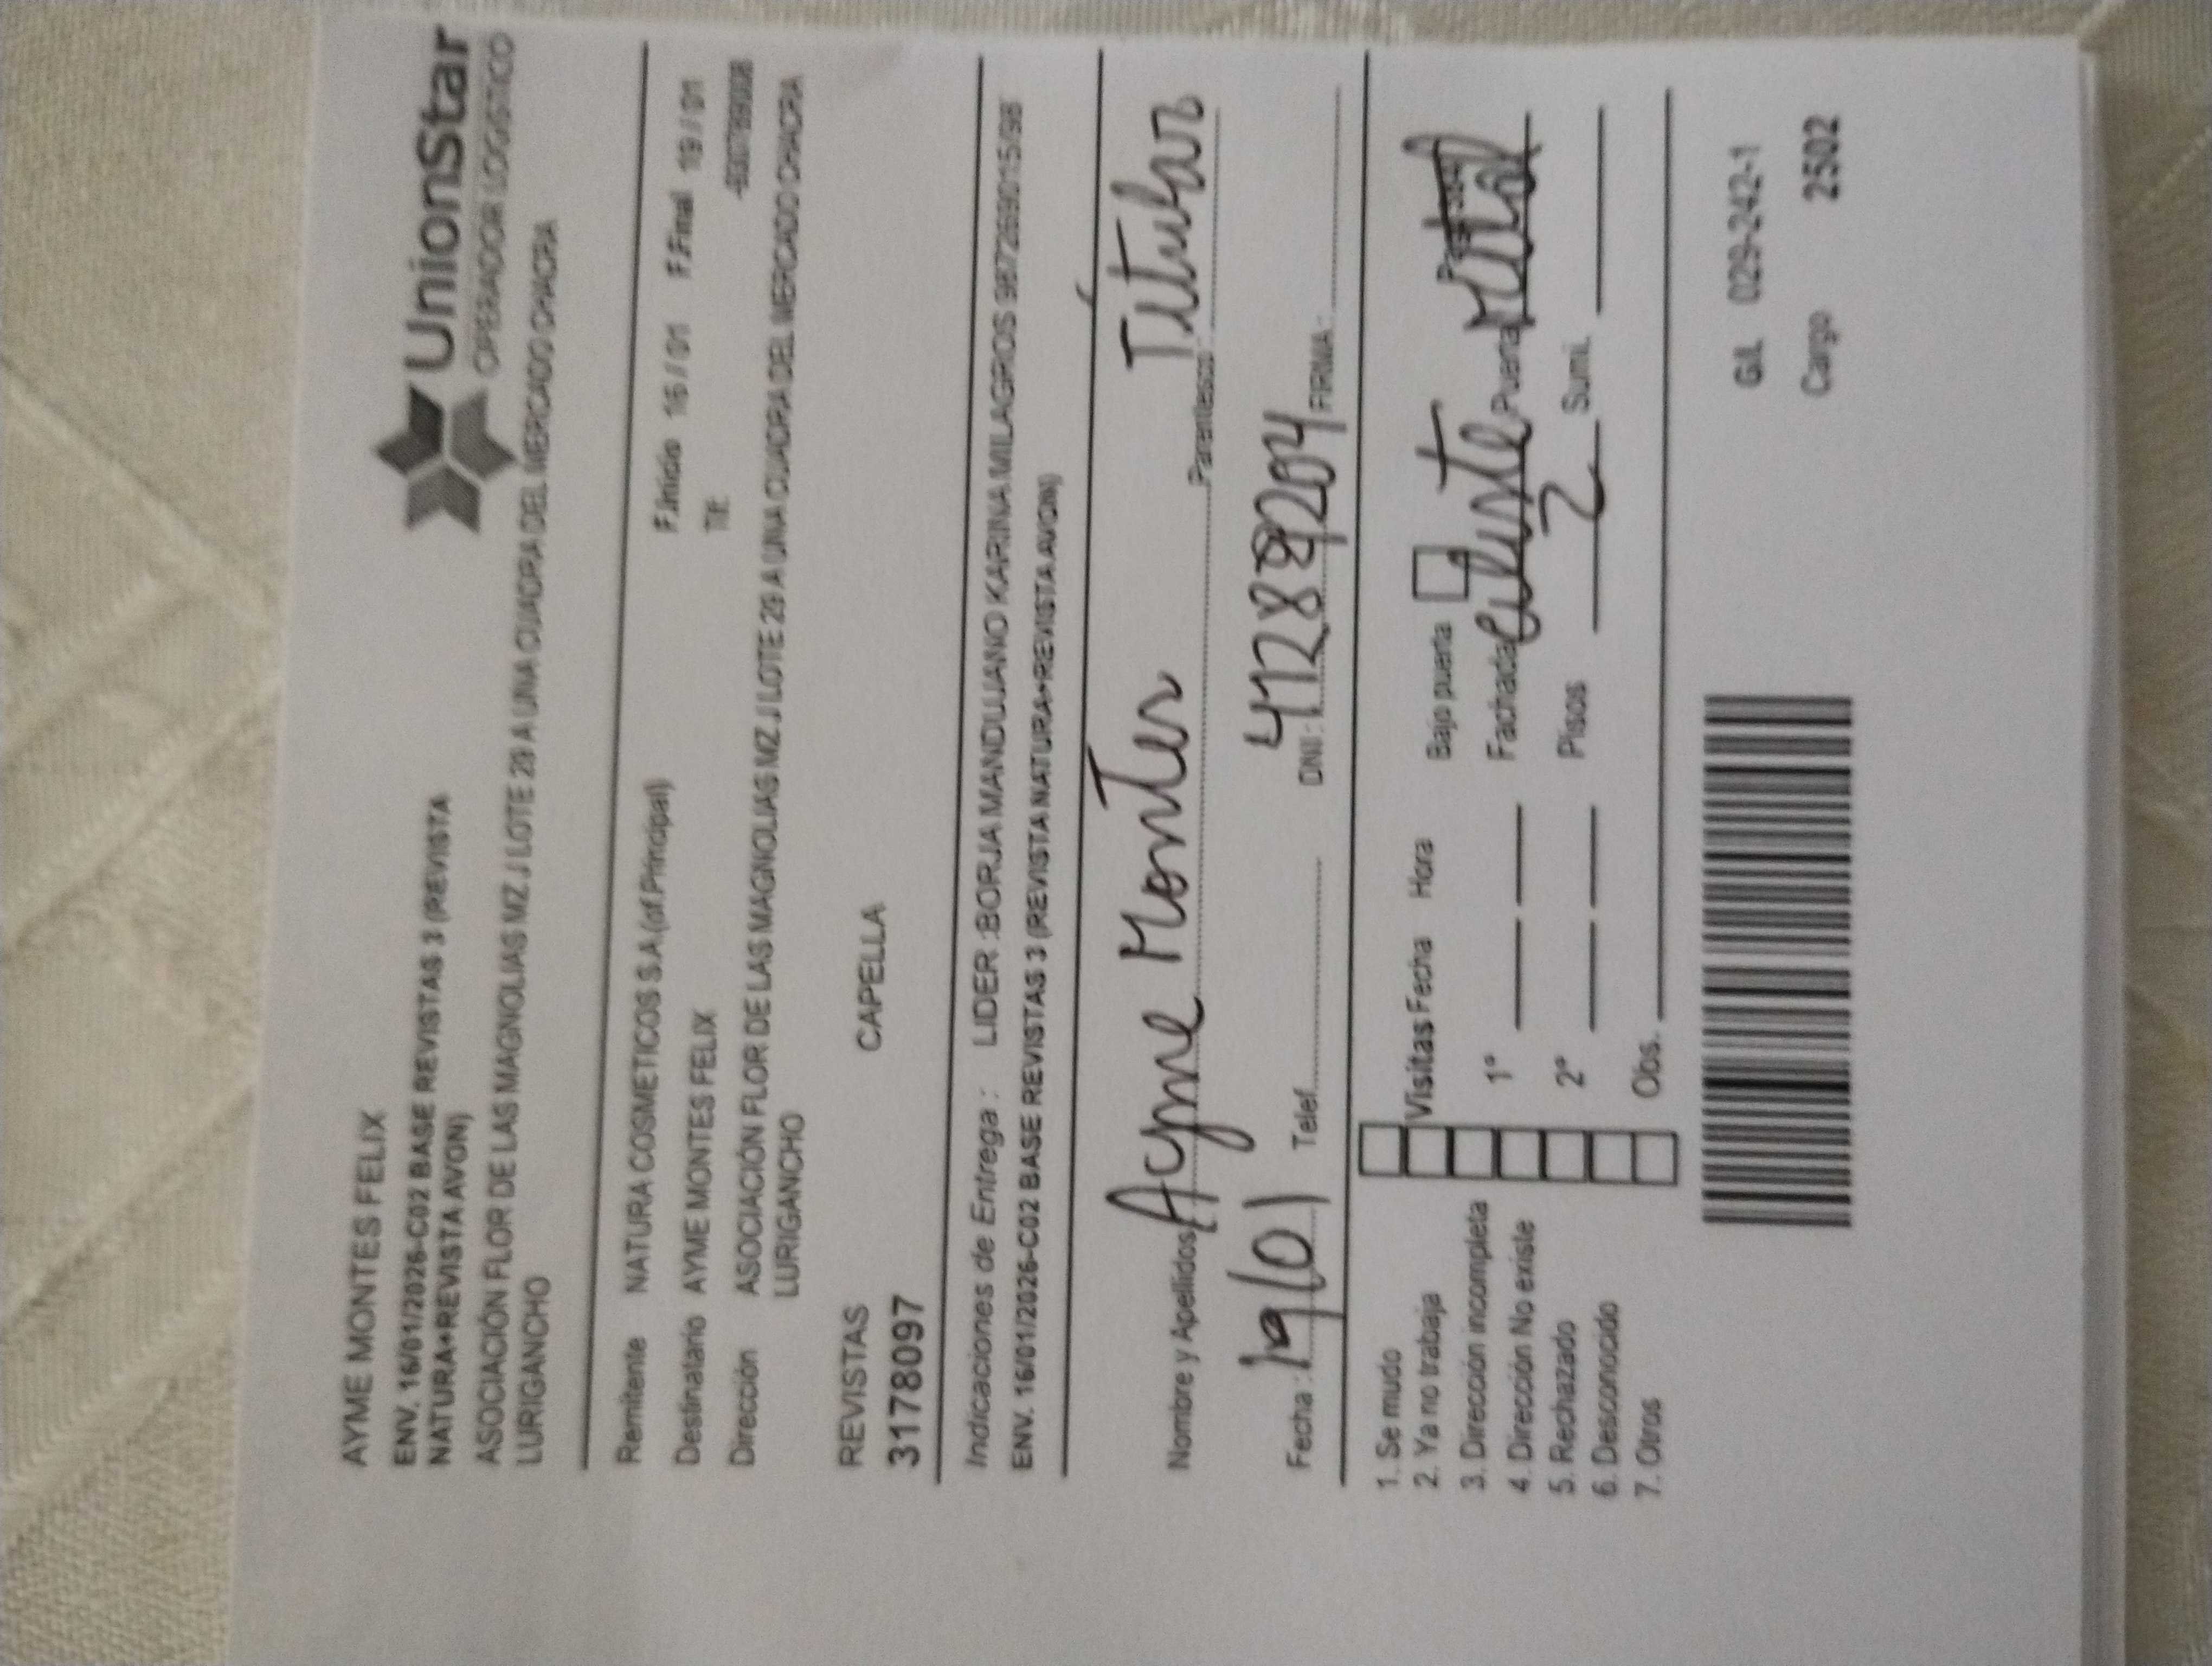 UnionStar
OPERADOR LOGISTICO
AYME MONTES FELIX
ENV. 16/01/2026-C02 BASE REVISTAS 3 (REVISTA
NATURA+REVISTA AVON)
ASOCIACIÓN FLOR DE LAS MAGNOLIAS MZ J LOTE 29 A UNA CUADRA DEL MERCADO CHACRA
LURIGANCHO
Remitente NATURA COSMETICOS S.A.(of.Principal) F.Inicio 16 / 01 F.Final 19 / 01
Destinatario AYME MONTES FELIX Tlf:
Dirección ASOCIACIÓN FLOR DE LAS MAGNOLIAS MZ J LOTE 29 A UNA CUADRA DEL MERCADO CHACRA
LURIGANCHO
REVISTAS CAPELLA
31780097
Indicaciones de Entrega : LIDER :BORJA MANDUJANO KARINA MILAGROS
ENV. 16/01/2026-C02 BASE REVISTAS 3 (REVISTA NATURA+REVISTA AVON)
Nombre y Apellidos Ayme Montes Parentesco: Titular
Fecha : 19/01 Telef. DNI : FIRMA :
1. Se mudo
2. Ya no trabaja Visitas Fecha Hora Bajo puerta
3. Dirección incompleta 1° Fachada Puerta
4. Dirección No existe
5. Rechazado 2° Pisos 2 Sumi.
6. Desconocido
7. Otros Obs.
G/L 029-242-1
Cargo 2502